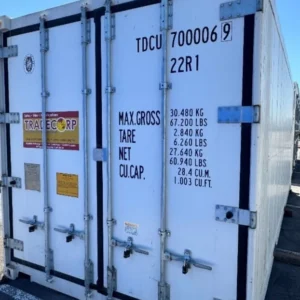 TDCU 700006 9
22R1
TRADECORP
MAX.GROSS 30.480 KG
67.200 LBS
TARE 2.840 KG
6.260 LBS
NET 27.640 KG
60.940 LBS
CU.CAP. 28.4 CU.M.
1.003 CU.FT.